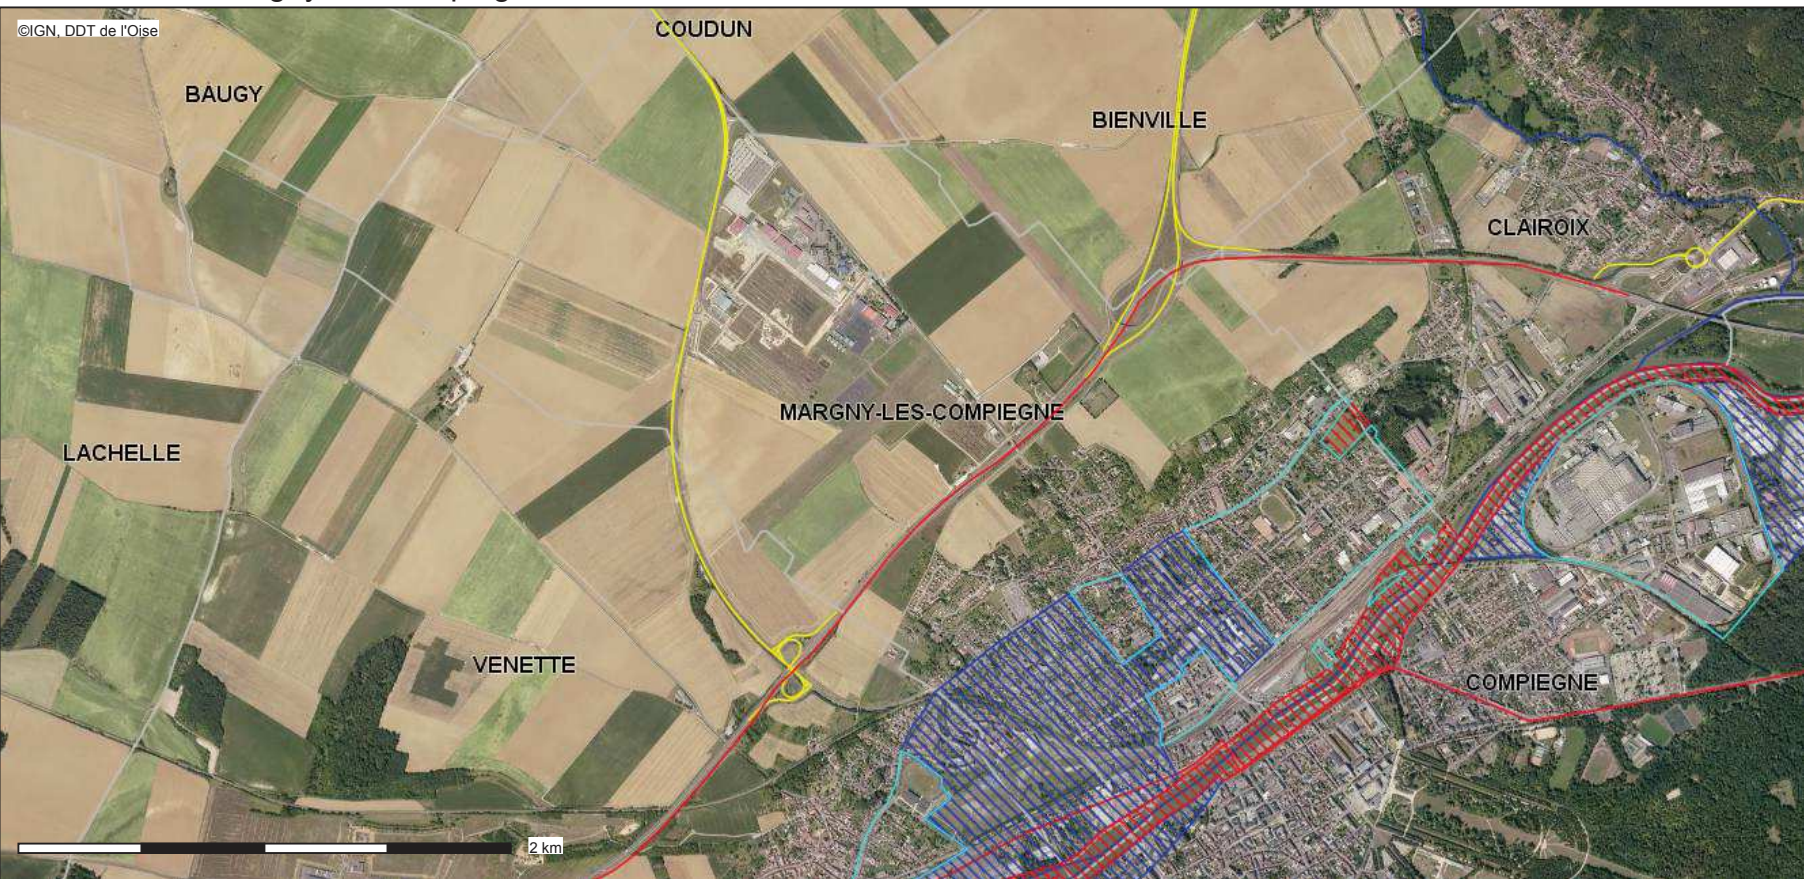 ©IGN, DDT de l'Oise
COUDUN
BAUGY
BIENVILLE
CLAIROIX
MARGNY-LES-COMPIEGNE
LACHELLE
VENETTE
COMPIEGNE
2 km